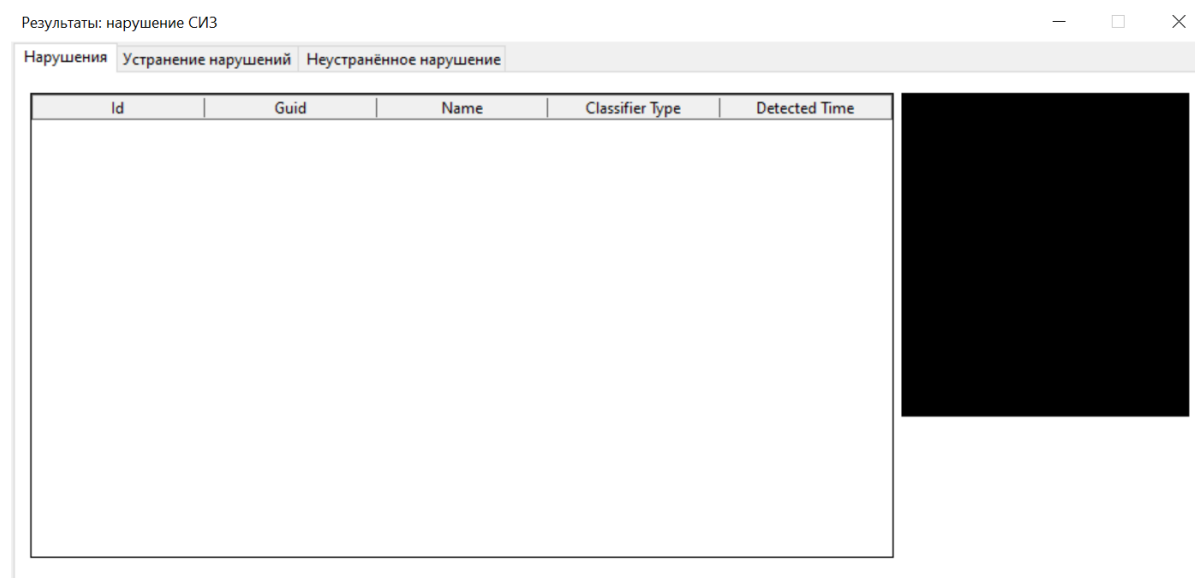 Результаты: нарушение СИЗ
Нарушения Устранение нарушений Неустранённое нарушение
Id Guid Name Classifier Type Detected Time